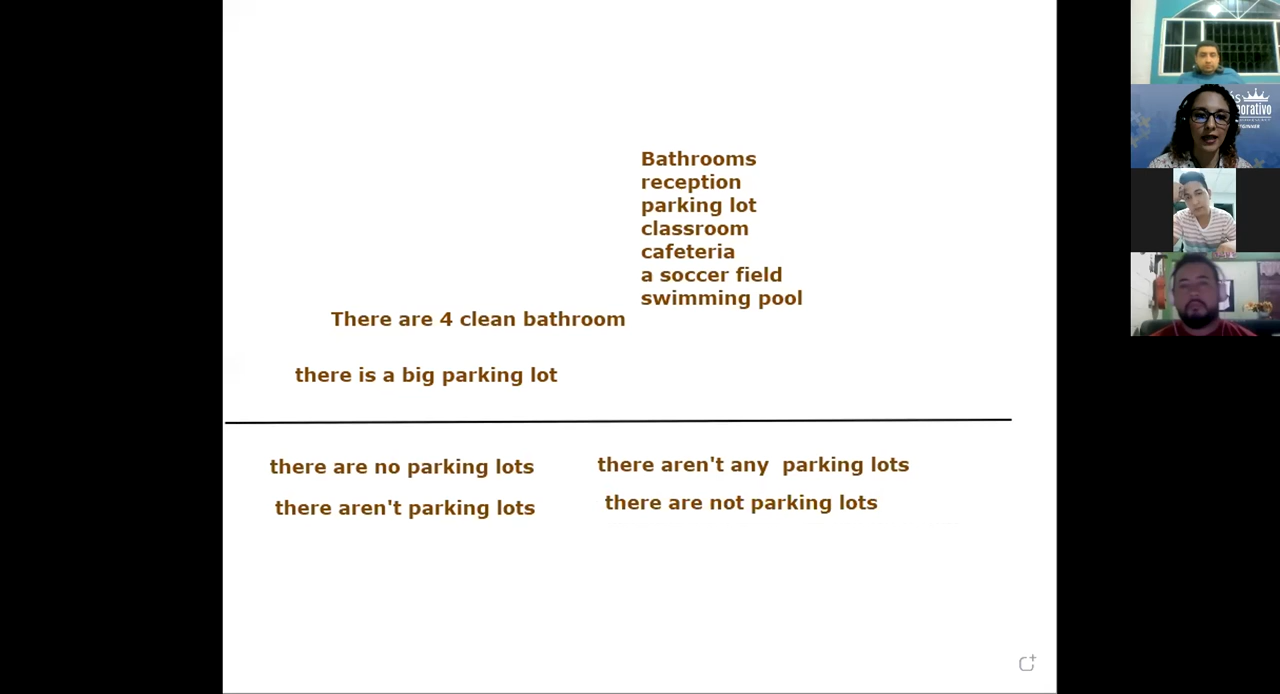 Bathrooms
reception
parking lot
classroom
cafeteria
a soccer field
swimming pool
There are 4 clean bathroom
there is a big parking lot
there are no parking lots
there aren't any  parking lots
there aren't parking lots
there are not parking lots